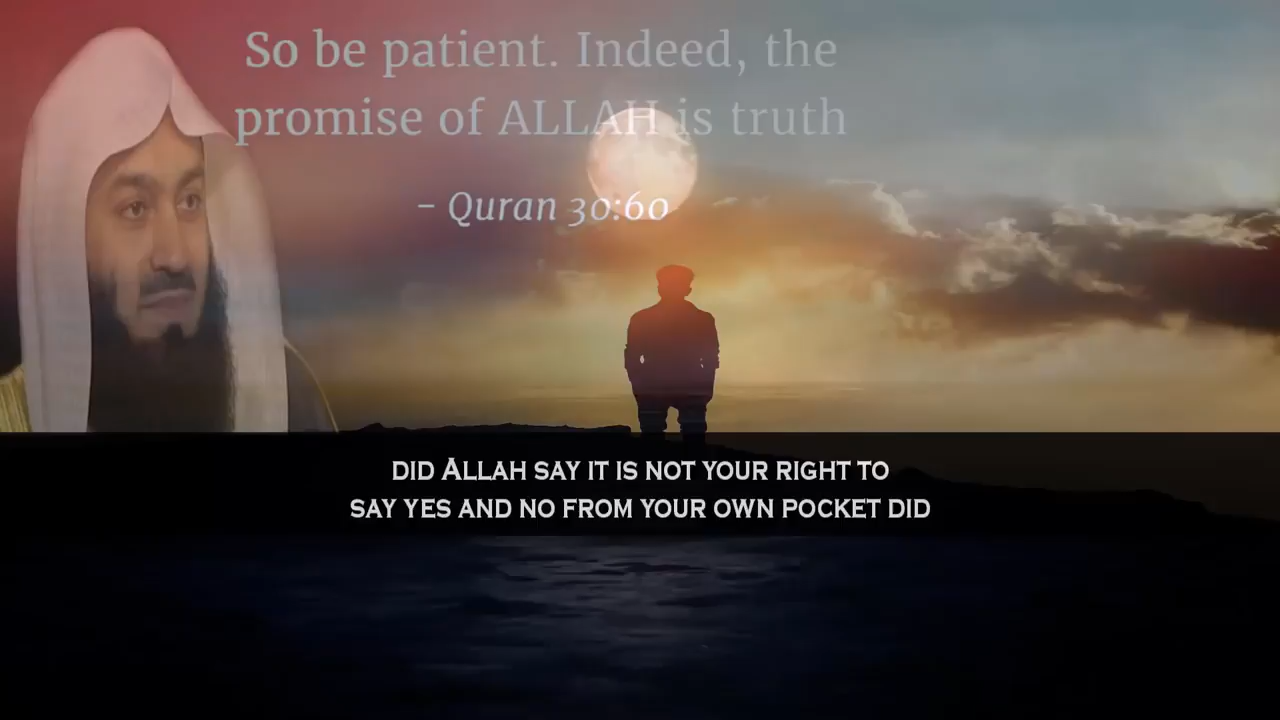 So be patient. Indeed, the
promise of ALLAH is truth
– Quran 30:60
DID ALLAH SAY IT IS NOT YOUR RIGHT TO
SAY YES AND NO FROM YOUR OWN POCKET DID